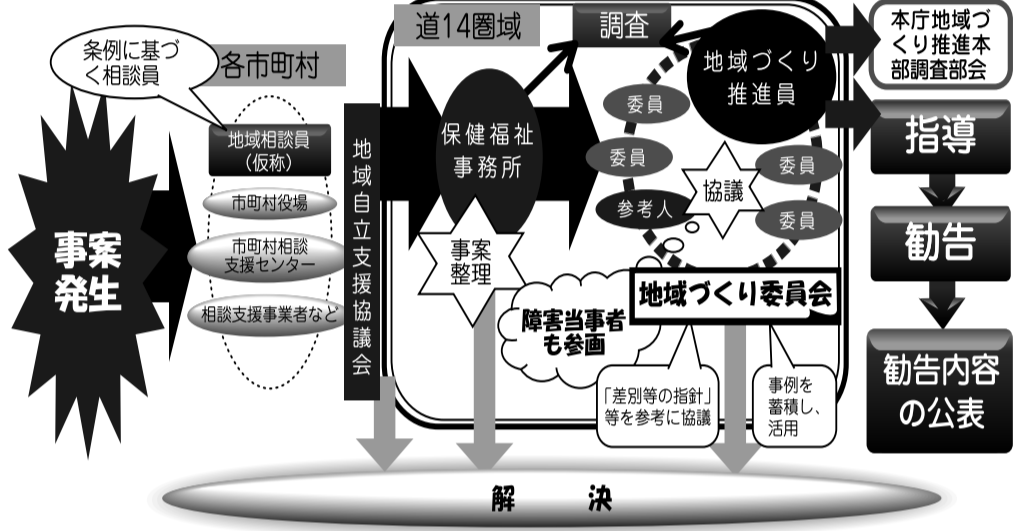 条例に基づ
く相談員
各市町村
地域相談員
（仮称）
市町村役場
市町村相談
支援センター
相談支援事業者など
事案
発生
地域自立支援協議会
道14圏域
調査
保健福祉
事務所
事案
整理
地域づくり
推進員
委員
委員
参考人
協議
委員
委員
地域づくり委員会
障害当事者
も参画
「差別等の指針」
等を参考に協議
事例を
蓄積し、
活用
本庁地域づ
くり推進本
部調査部会
指導
勧告
勧告内容
の公表
解　決